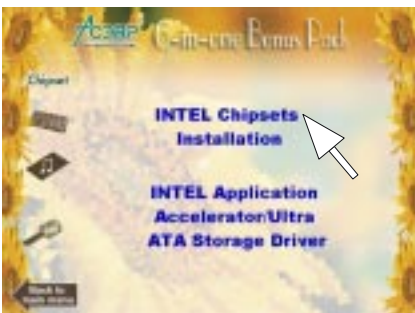 Acorp 6-in-one Bonus Pack
Chipset
INTEL Chipsets
Installation
INTEL Application
Accelerator/Ultra
ATA Storage Driver
Back to
main menu